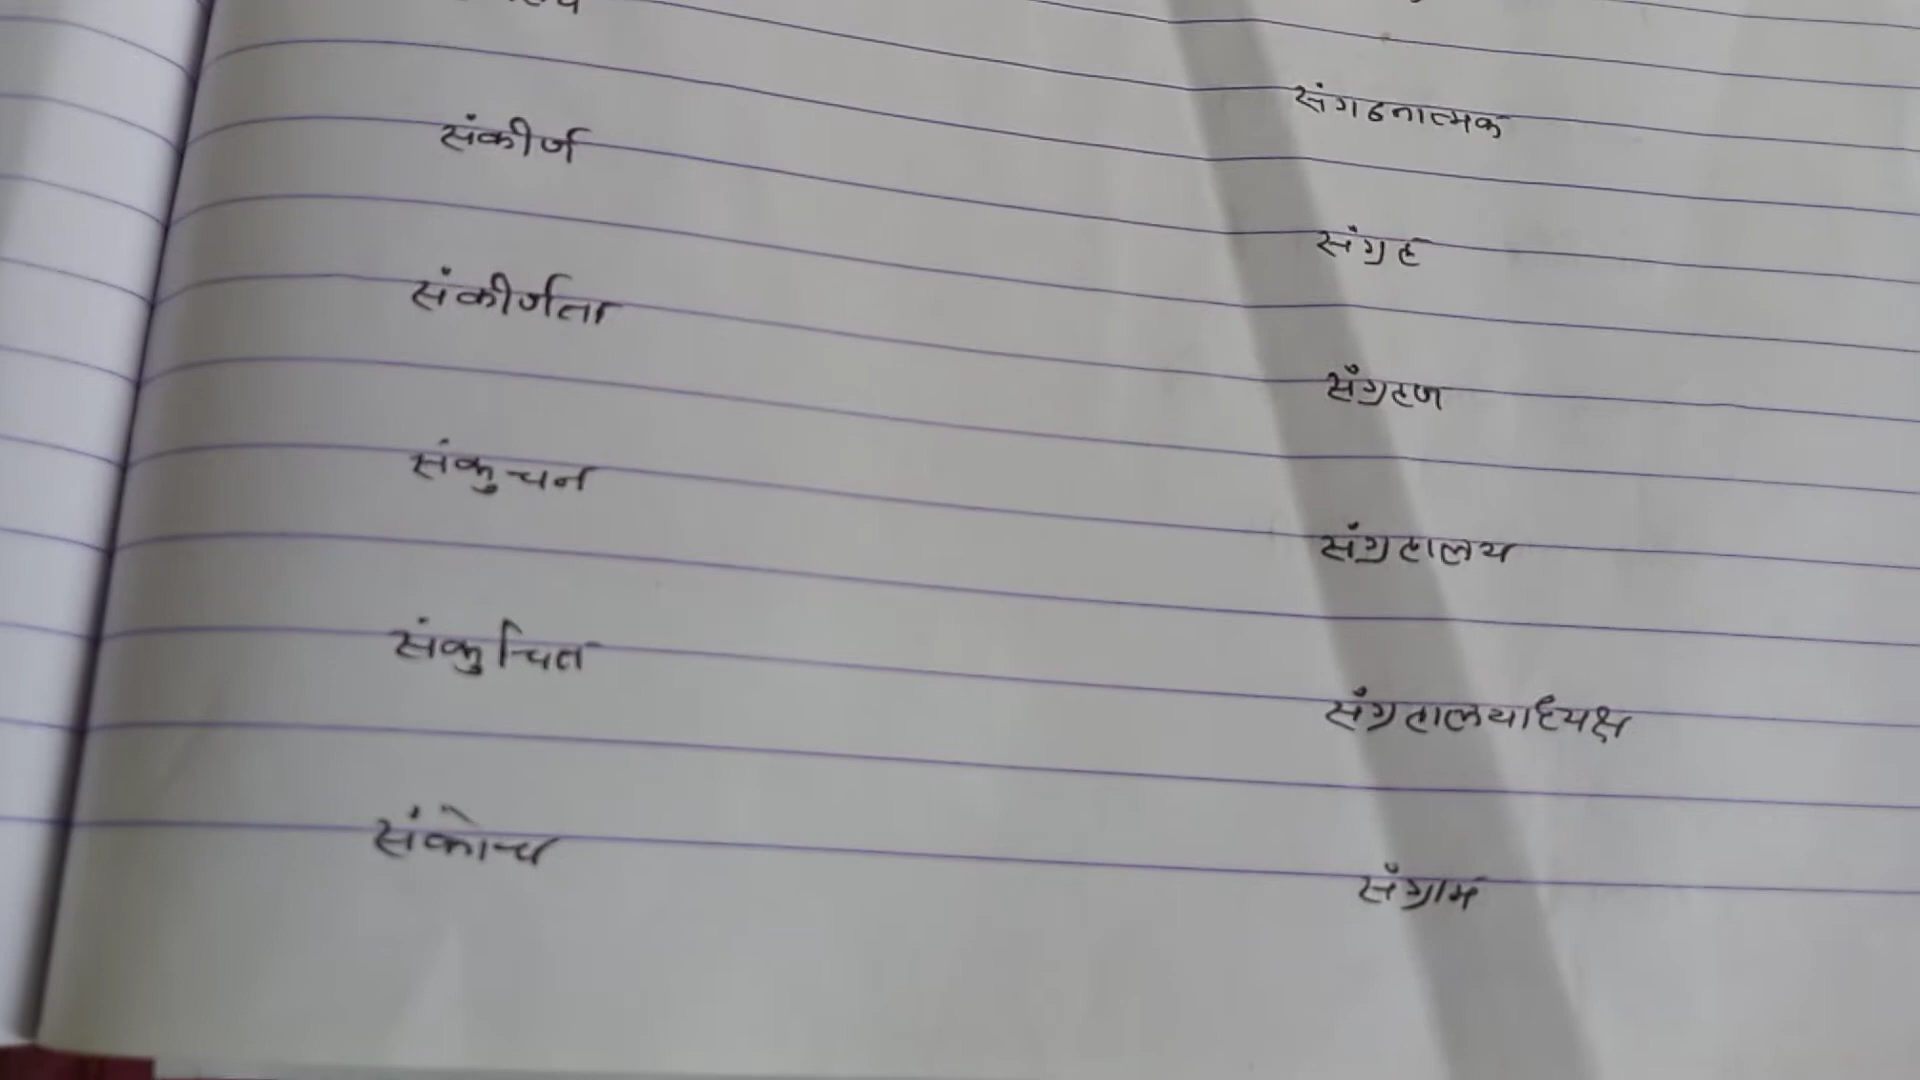 संकीर्ण
संकीर्णता
संकुचन
संकुचित
संकोच
संगठनात्मक
संग्रह
संग्रहण
संग्रहालय
संग्रहालयाध्यक्ष
संग्राम